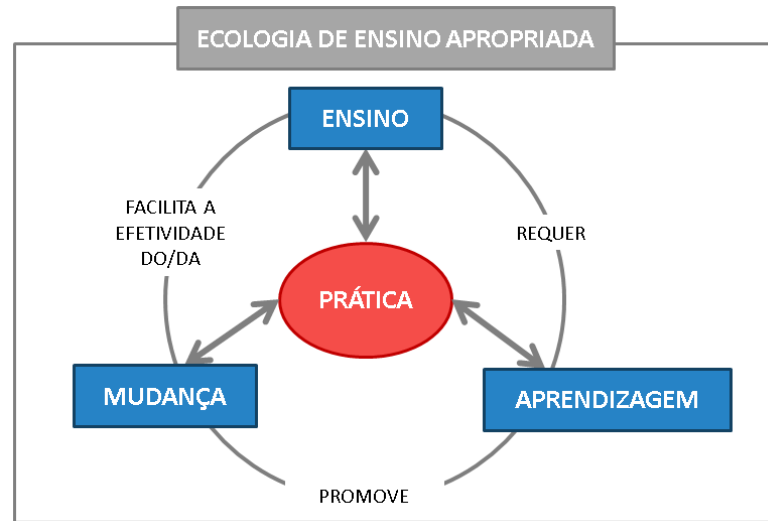 ECOLOGIA DE ENSINO APROPRIADA
ENSINO
FACILITA A
EFETIVIDADE
DO/DA
REQUER
PRÁTICA
MUDANÇA
APRENDIZAGEM
PROMOVE